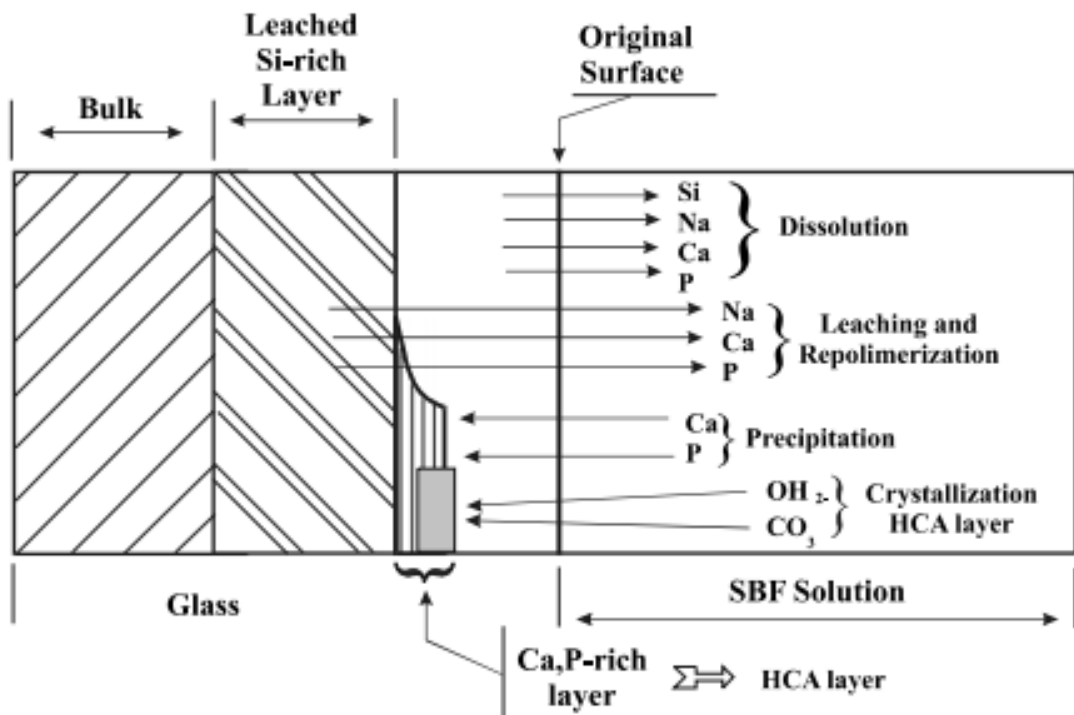 Leached
Si-rich
Layer
Original
Surface
Bulk
Si
Na
Ca
P
Dissolution
Na
Ca
P
Leaching and
Repolimerization
Ca
P
Precipitation
OH 2-
CO3
Crystallization
HCA layer
Glass
SBF Solution
Ca,P-rich
layer
HCA layer